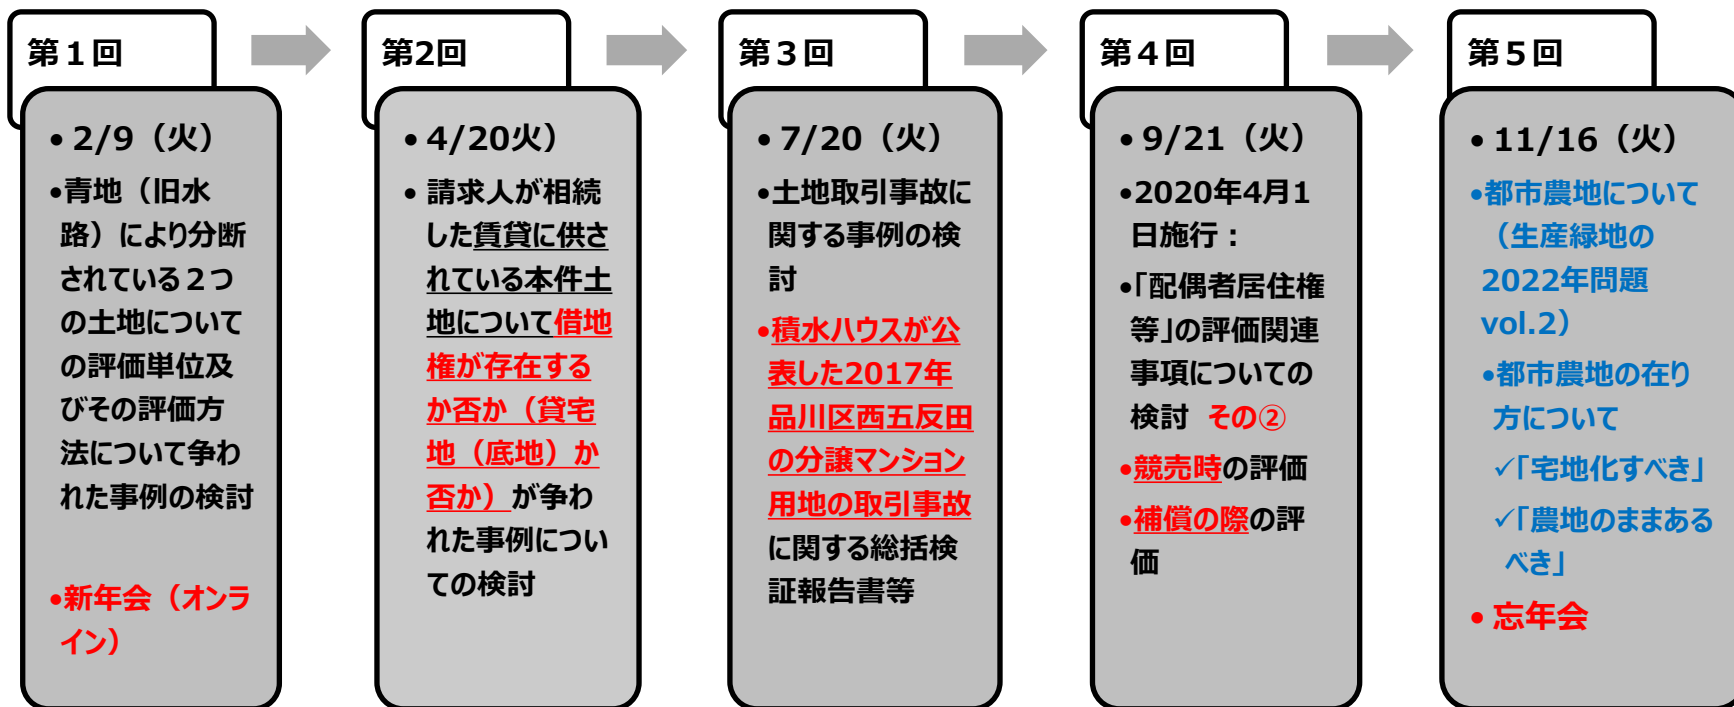 第１回
• 2/9（火）
•青地（旧水
路）により分断
されている２つ
の土地について
の評価単位及
びその評価方
法について争わ
れた事例の検討
•新年会（オンラ
イン）
第2回
• 4/20火）
• 請求人が相続
した賃貸に供さ
れている本件土
地について借地
権が存在する
か否か（貸宅
地（底地）か
否か）が争わ
れた事例につい
ての検討
第３回
• 7/20（火）
•土地取引事故に
関する事例の検
討
•積水ハウスが公
表した2017年
品川区西五反田
の分譲マンション
用地の取引事故
に関する総括検
証報告書等
第４回
• 9/21（火）
•2020年4月1
日施行：
•「配偶者居住権
等」の評価関連
事項についての
検討 その②
•競売時の評価
•補償の際の評
価
第５回
• 11/16（火）
•都市農地について
（生産緑地の
2022年問題
vol.2）
•都市農地の在り
方について
✓「宅地化すべき」
✓「農地のままある
べき」
• 忘年会